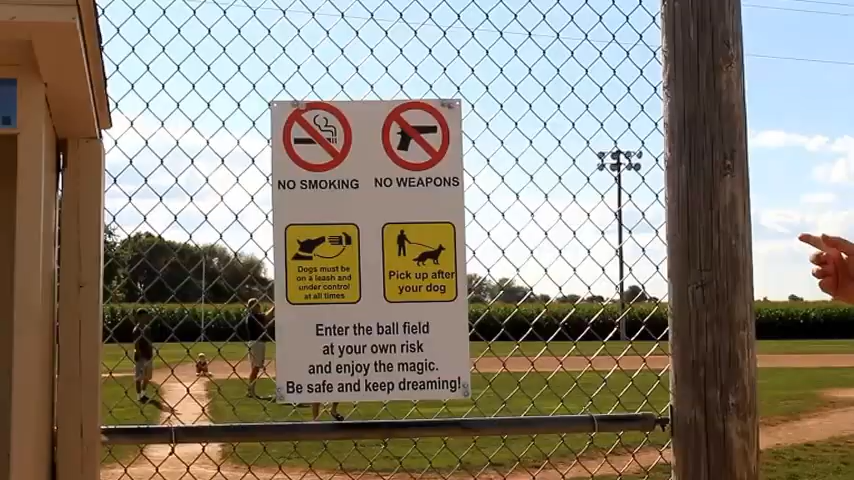 NO SMOKING NO WEAPONS
Dogs must be
on a leash and
under control
at all times
Pick up after
your dog
Enter the ball field
at your own risk
and enjoy the magic.
Be safe and keep dreaming!